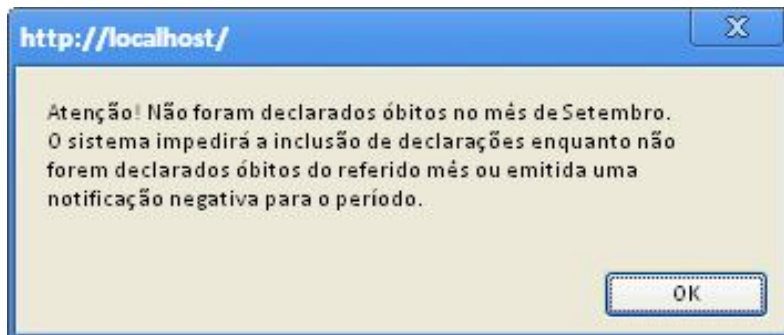 http://localhost/
Atenção! Não foram declarados óbitos no mês de Setembro.
O sistema impedirá a inclusão de declarações enquanto não
forem declarados óbitos do referido mês ou emitida uma
notificação negativa para o período.
OK